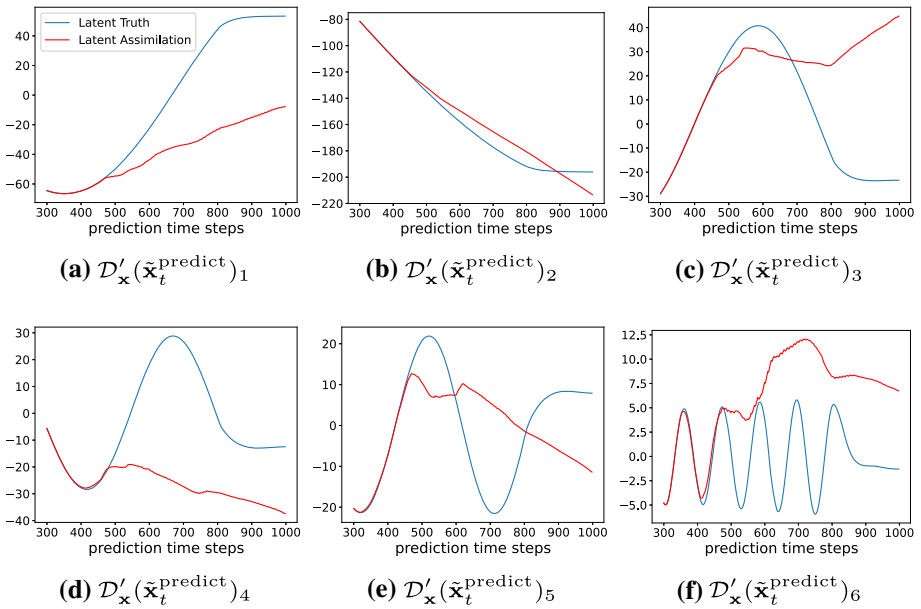 Latent Truth
Latent Assimilation
40
20
0
−20
−40
−60
300 400 500 600 700 800 900 1000
prediction time steps
(a) 𝒟′ₓ(x̃ₜ^predict)₁
−80
−100
−120
−140
−160
−180
−200
−220
300 400 500 600 700 800 900 1000
prediction time steps
(b) 𝒟′ₓ(x̃ₜ^predict)₂
40
30
20
10
0
−10
−20
−30
300 400 500 600 700 800 900 1000
prediction time steps
(c) 𝒟′ₓ(x̃ₜ^predict)₃
30
20
10
0
−10
−20
−30
−40
300 400 500 600 700 800 900 1000
prediction time steps
(d) 𝒟′ₓ(x̃ₜ^predict)₄
20
10
0
−10
−20
300 400 500 600 700 800 900 1000
prediction time steps
(e) 𝒟′ₓ(x̃ₜ^predict)₅
12.5
10.0
7.5
5.0
2.5
0.0
−2.5
−5.0
300 400 500 600 700 800 900 1000
prediction time steps
(f) 𝒟′ₓ(x̃ₜ^predict)₆